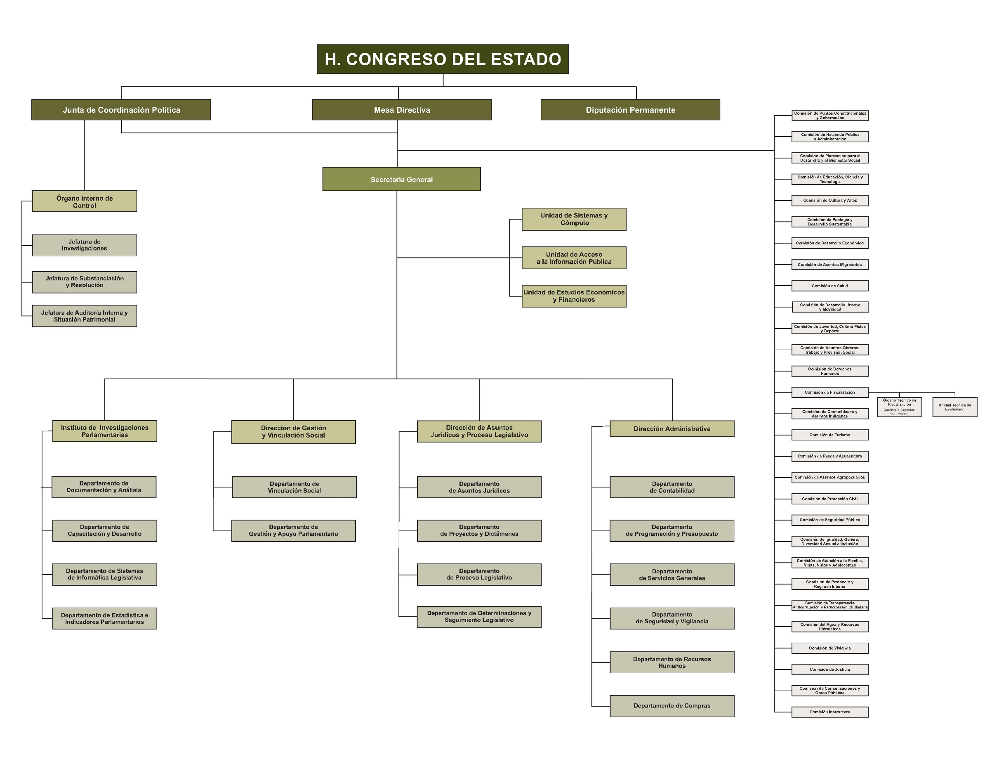 H. CONGRESO DEL ESTADO
Junta de Coordinación Política
Mesa Directiva
Diputación Permanente
Secretaría General
Órgano Interno de
Control
Jefatura de
Investigaciones
Jefatura de Substanciación
y Resolución
Jefatura de Auditoría Interna y
Situación Patrimonial
Unidad de Sistemas y
Cómputo
Unidad de Acceso
a la Información Pública
Unidad de Estudios Económicos
y Financieros
Instituto de Investigaciones
Parlamentarias
Departamento de
Documentación y Análisis
Departamento de
Capacitación y Desarrollo
Departamento de Sistemas
de Informática Legislativa
Departamento de Estadística e
Indicadores Parlamentarios
Dirección de Gestión
y Vinculación Social
Departamento de
Vinculación Social
Departamento de
Gestión y Apoyo Parlamentario
Dirección de Asuntos
Jurídicos y Proceso Legislativo
Departamento
de Asuntos Jurídicos
Departamento
de Proyectos y Dictámenes
Departamento
de Proceso Legislativo
Departamento de Determinaciones y
Seguimiento Legislativo
Dirección Administrativa
Departamento
de Contabilidad
Departamento
de Programación y Presupuesto
Departamento
de Servicios Generales
Departamento
de Seguridad y Vigilancia
Departamento de Recursos
Humanos
Departamento de Compras
Comisión de Puntos Constitucionales
y Gobernación
Comisión de Hacienda Pública
y Administración
Comisión de Planeación para el
Desarrollo y el Bienestar Social
Comisión de Educación, Ciencia y
Tecnología
Comisión de Cultura y Artes
Comisión de Ecología y
Desarrollo Sustentable
Comisión de Desarrollo Económico
Comisión de Asuntos Migratorios
Comisión de Salud
Comisión de Desarrollo Urbano
y Movilidad
Comisión de Juventud, Cultura Física
y Deporte
Comisión de Asuntos Obreros,
Trabajo y Previsión Social
Comisión de Derechos
Humanos
Comisión de Fiscalización
Órgano Técnico de
Fiscalización
(Auditoría Superior
del Estado)
Unidad Técnica de
Evaluación
Comisión de Comunidades y
Asuntos Indígenas
Comisión de Turismo
Comisión de Pesca y Acuacultura
Comisión de Asuntos Agropecuarios
Comisión de Protección Civil
Comisión de Seguridad Pública
Comisión de Igualdad, Genero,
Diversidad Sexual e Inclusión
Comisión de Atención a la Familia,
Niñas, Niños y Adolecentes
Comisión de Protocolo y
Régimen Interior
Comisión de Transparencia,
Anticorrupción y Participación Ciudadana
Comisión del Agua y Recursos
Hidráulicos
Comisión de Vivienda
Comisión de Justicia
Comisión de Comunicaciones y
Obras Públicas
Comisión Instructora